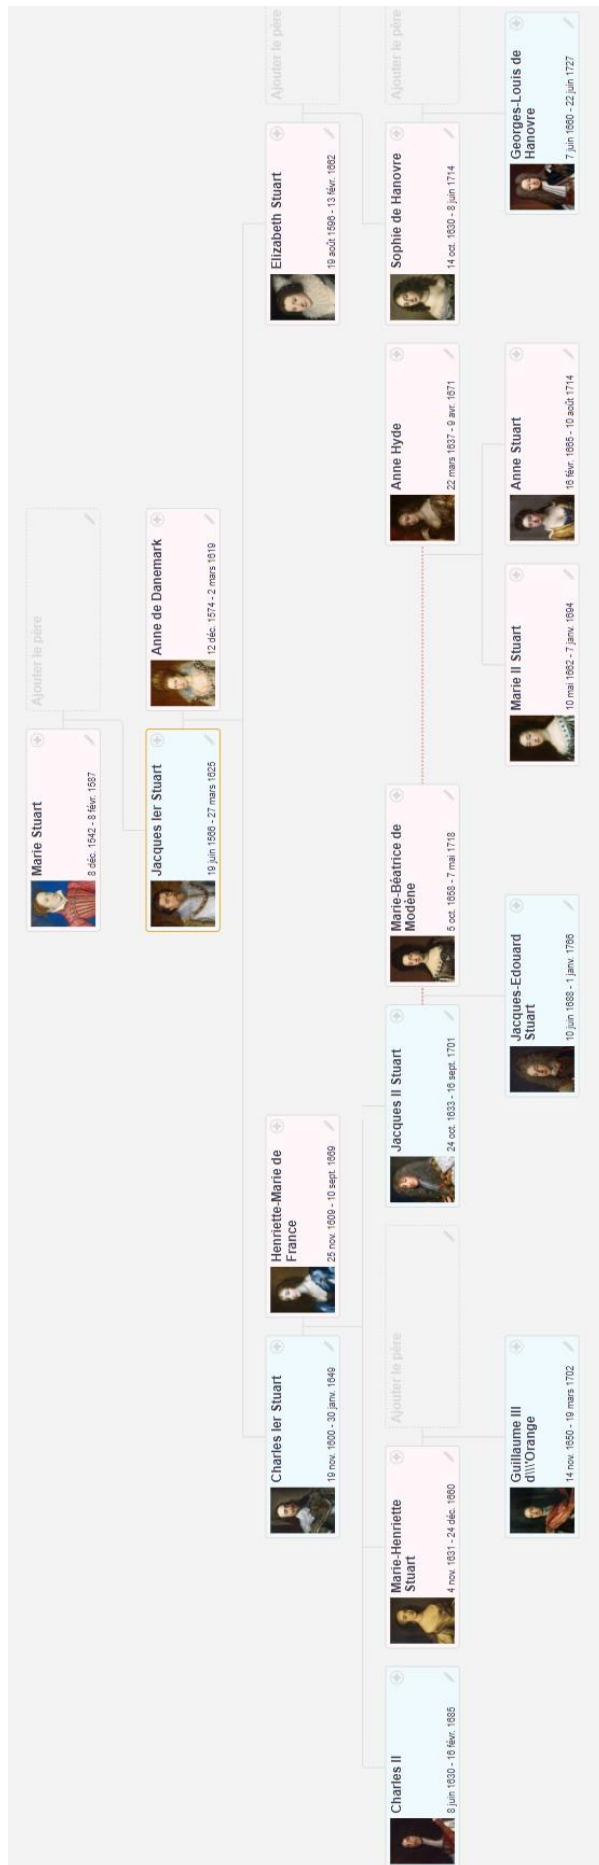 Marie Stuart
8 déc. 1542 - 8 févr. 1587
Ajouter le père
Jacques Ier Stuart
19 juin 1566 - 27 mars 1625
Anne de Danemark
12 déc. 1574 - 2 mars 1619
Charles Ier Stuart
19 nov. 1600 - 30 janv. 1649
Henriette-Marie de
France
25 nov. 1609 - 10 sept. 1669
Elizabeth Stuart
19 août 1596 - 13 févr. 1662
Ajouter le père
Charles II
8 juin 1630 - 16 févr. 1685
Marie-Henriette
Stuart
4 nov. 1631 - 24 déc. 1660
Ajouter le père
Jacques II Stuart
24 oct. 1633 - 16 sept. 1701
Marie-Béatrice de
Modène
5 oct. 1658 - 7 mai 1718
Anne Hyde
22 mars 1637 - 9 avr. 1671
Sophie de Hanovre
14 oct. 1630 - 8 juin 1714
Ajouter le père
Guillaume III
d\\\'Orange
14 nov. 1650 - 19 mars 1702
Jacques-Edouard
Stuart
10 juin 1688 - 1 janv. 1766
Marie II Stuart
10 mai 1662 - 7 janv. 1694
Anne Stuart
16 févr. 1665 - 10 août 1714
Georges-Louis de
Hanovre
7 juin 1660 - 22 juin 1727